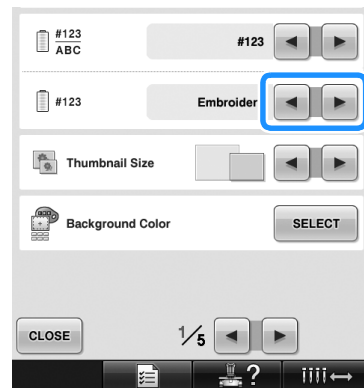 #123
ABC
#123
#123
Embroider
Thumbnail Size
Background Color
SELECT
CLOSE
1/5
?